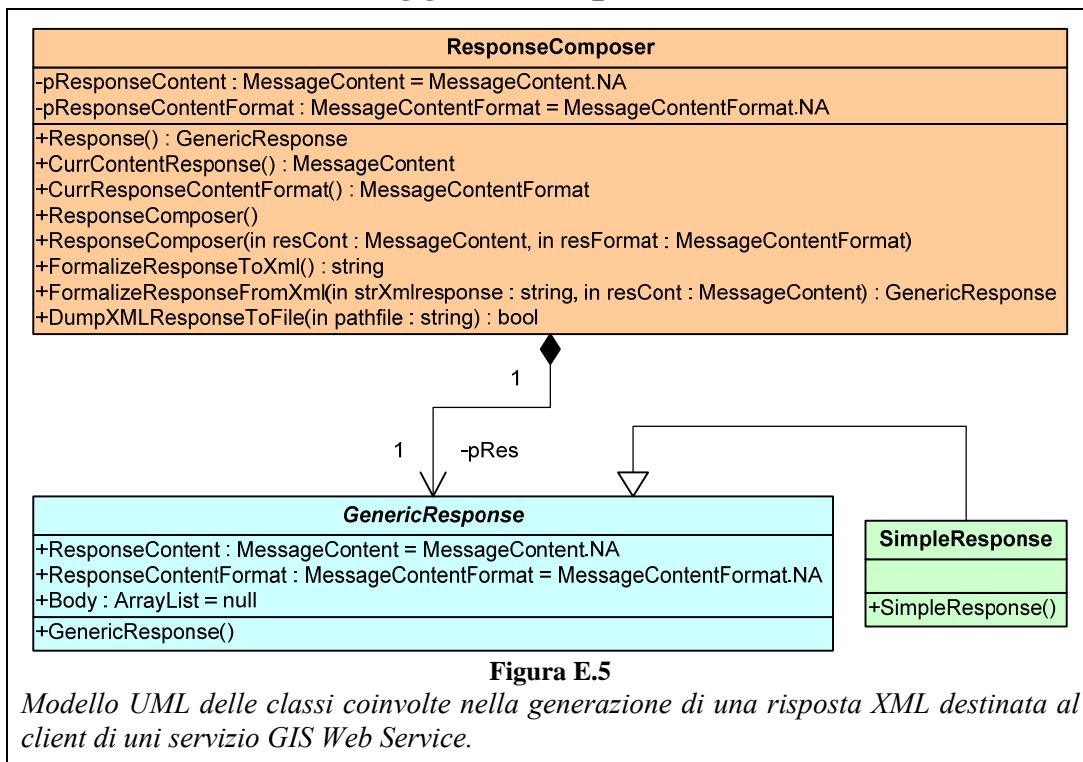 ResponseComposer
-pResponseContent : MessageContent = MessageContent.NA
-pResponseContentFormat : MessageContentFormat = MessageContentFormat.NA
+Response() : GenericResponse
+CurrContentResponse() : MessageContent
+CurrResponseContentFormat() : MessageContentFormat
+ResponseComposer()
+ResponseComposer(in resCont : MessageContent, in resFormat : MessageContentFormat)
+FormalizeResponseToXml() : string
+FormalizeResponseFromXml(in strXmlresponse : string, in resCont : MessageContent) : GenericResponse
+DumpXMLResponseToFile(in pathfile : string) : bool
1
1 -pRes
GenericResponse
+ResponseContent : MessageContent = MessageContent.NA
+ResponseContentFormat : MessageContentFormat = MessageContentFormat.NA
+Body : ArrayList = null
+GenericResponse()
SimpleResponse
+SimpleResponse()
Figura E.5
Modello UML delle classi coinvolte nella generazione di una risposta XML destinata al
client di uni servizio GIS Web Service.